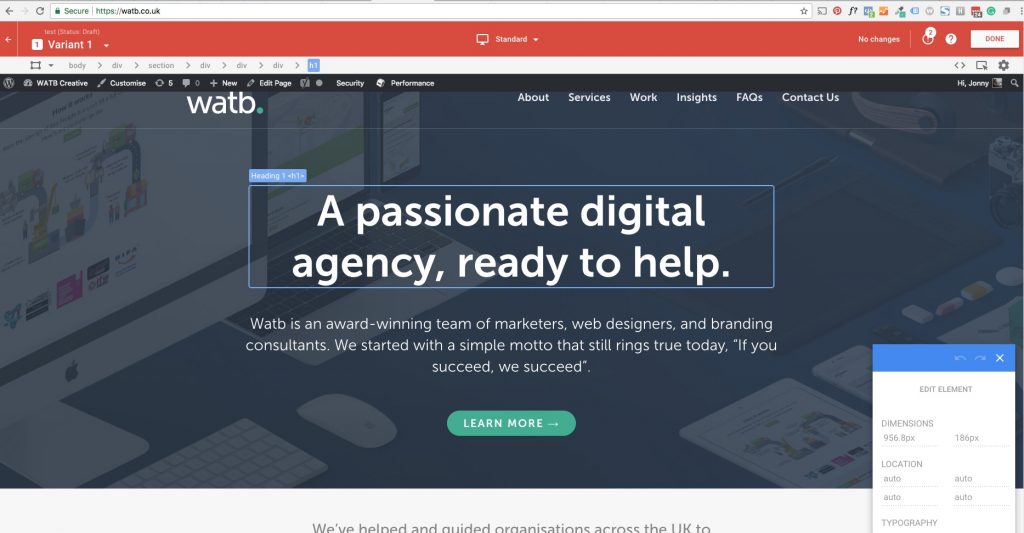 Secure
https://watb.co.uk
test (Status: Draft)
1 Variant 1
Standard
No changes
2
DONE
body > div > section > div > div > div > h1
WATB Creative
Customise
5
0
+ New
Edit Page
Security
Performance
Hi, Jonny
watb.
About
Services
Work
Insights
FAQs
Contact Us
How it works
Heading 1 <h1>
A passionate digital
agency, ready to help.
Watb is an award-winning team of marketers, web designers, and branding
consultants. We started with a simple motto that still rings true today, “If you
succeed, we succeed”.
LEARN MORE →
EDIT ELEMENT
DIMENSIONS
956.8px 186px
LOCATION
auto auto
auto auto
TYPOGRAPHY
We’ve helped and guided organisations across the UK to